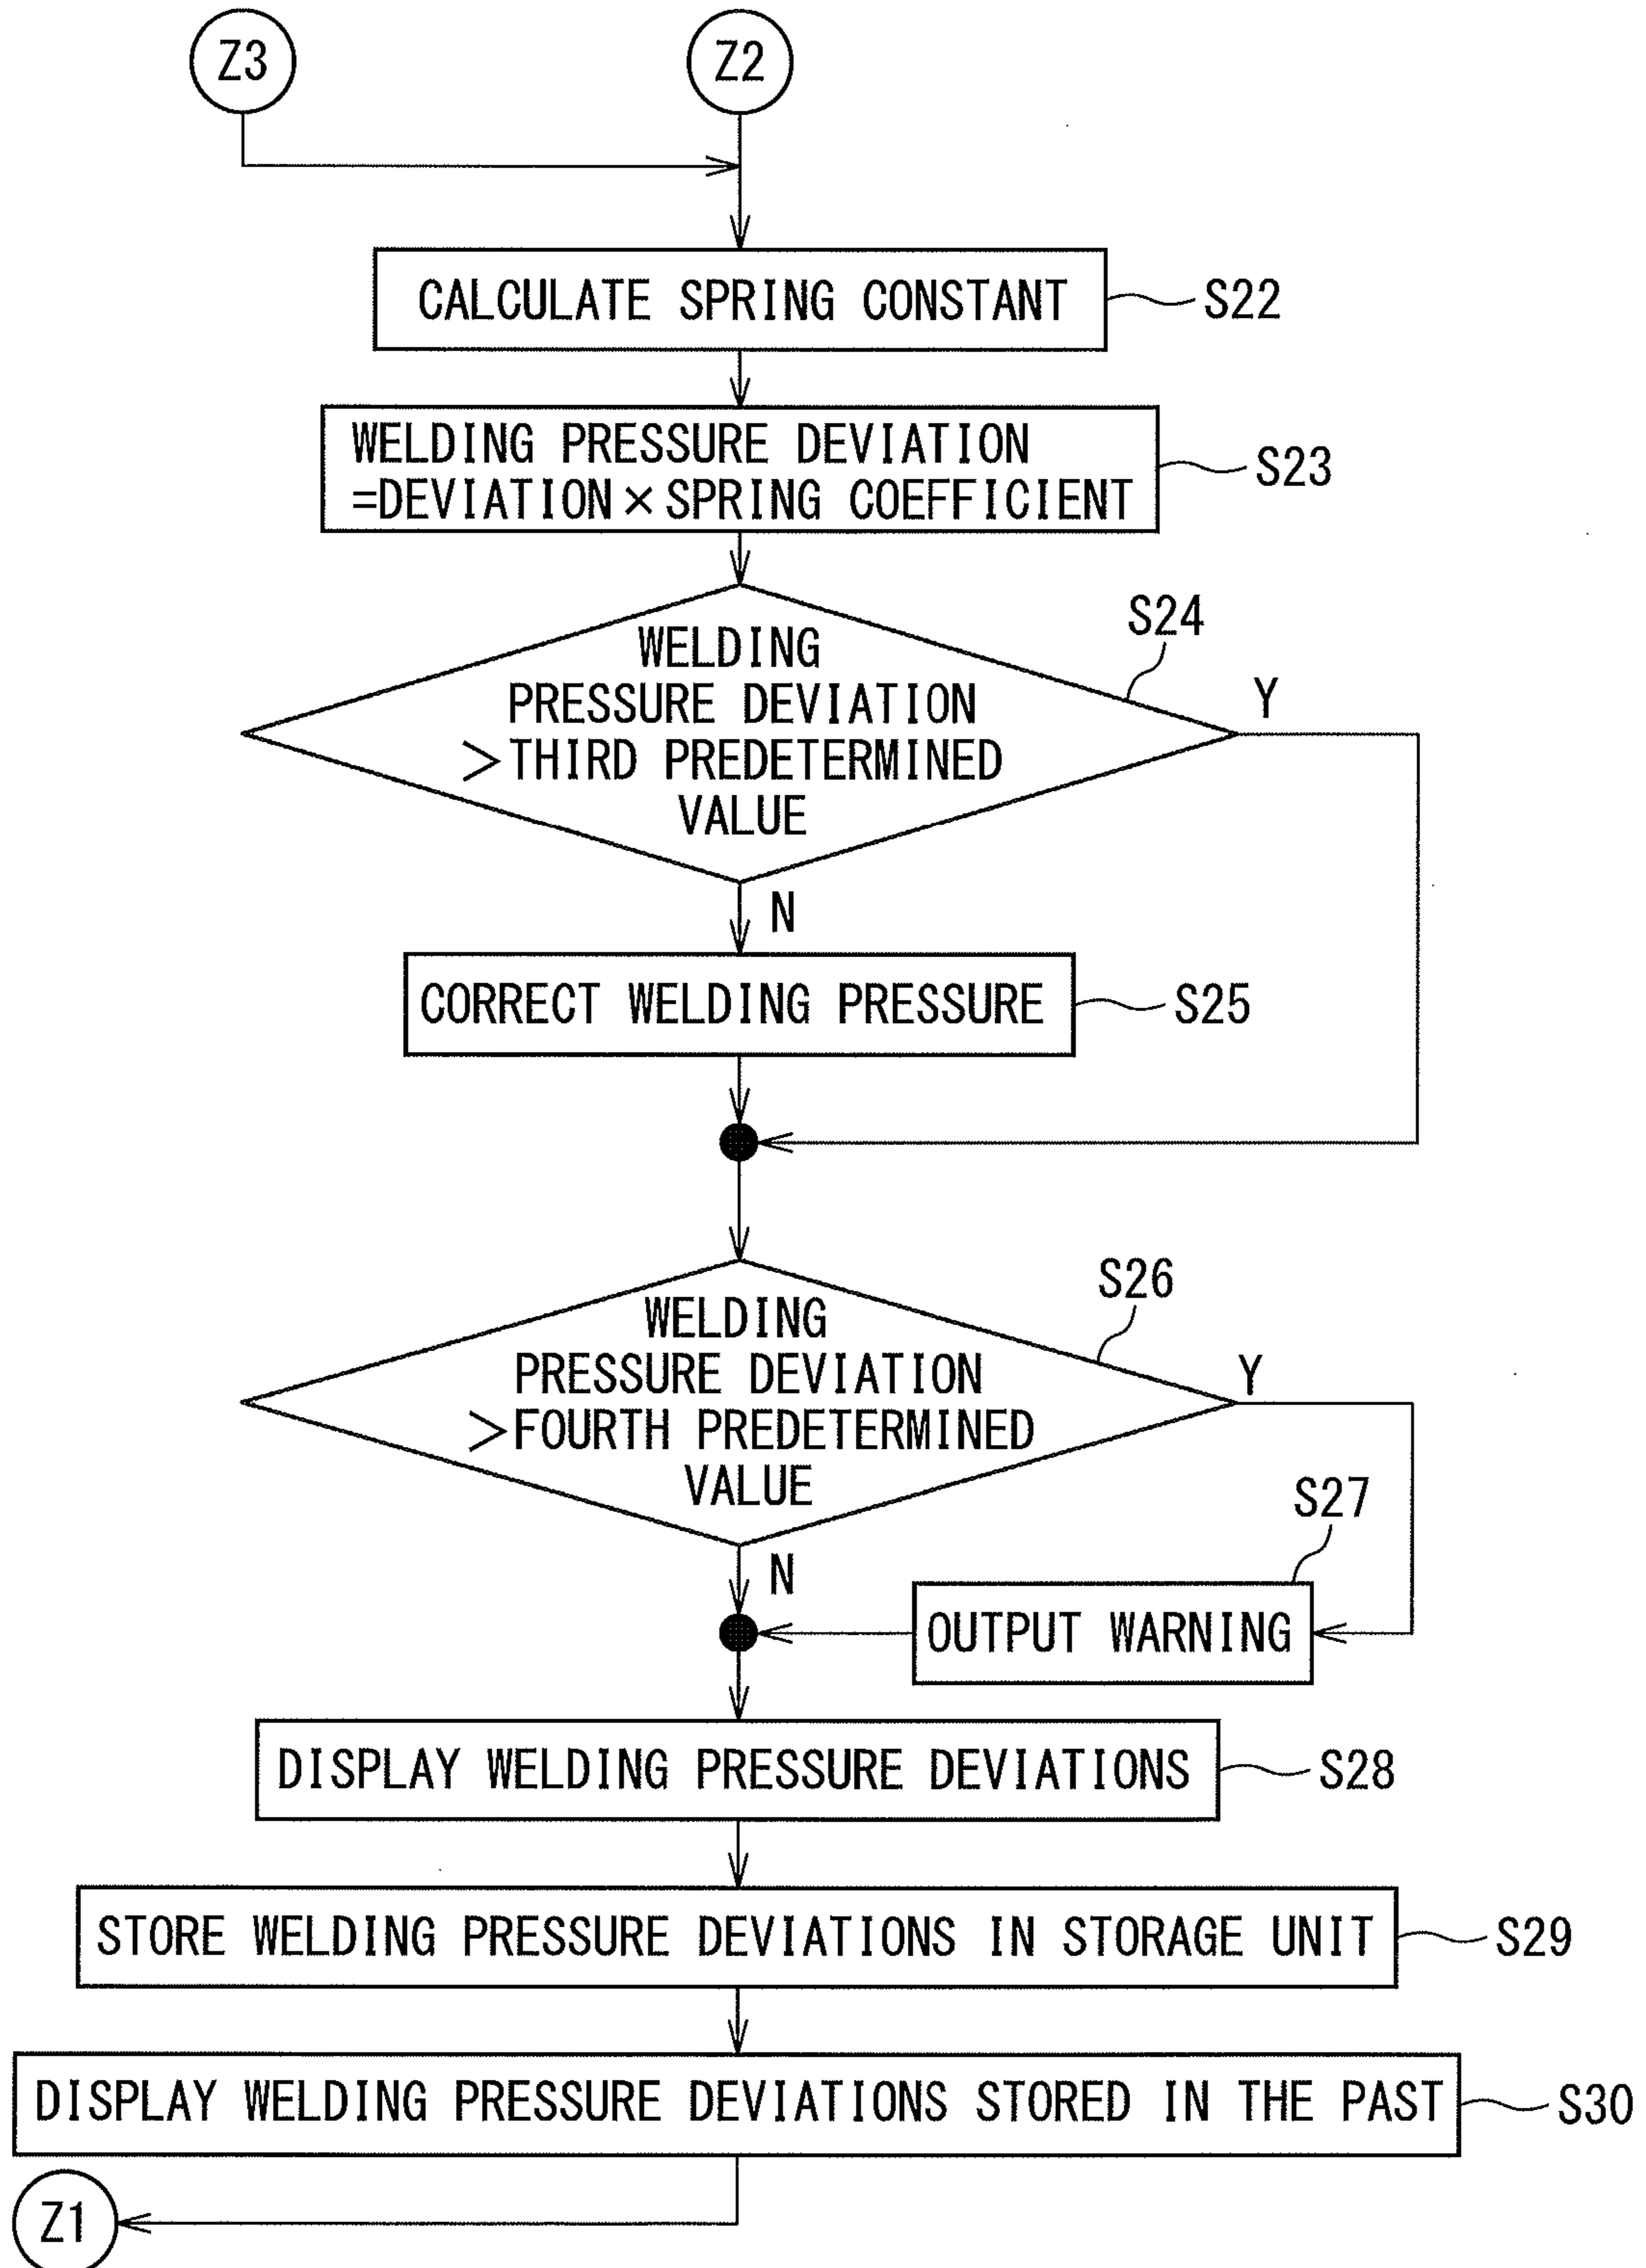 Z3
Z2
CALCULATE SPRING CONSTANT
S22
WELDING PRESSURE DEVIATION
=DEVIATION×SPRING COEFFICIENT
S23
S24
WELDING
PRESSURE DEVIATION
>THIRD PREDETERMINED
VALUE
Y
N
CORRECT WELDING PRESSURE
S25
S26
WELDING
PRESSURE DEVIATION
>FOURTH PREDETERMINED
VALUE
Y
N
S27
OUTPUT WARNING
DISPLAY WELDING PRESSURE DEVIATIONS
S28
STORE WELDING PRESSURE DEVIATIONS IN STORAGE UNIT
S29
DISPLAY WELDING PRESSURE DEVIATIONS STORED IN THE PAST
S30
Z1